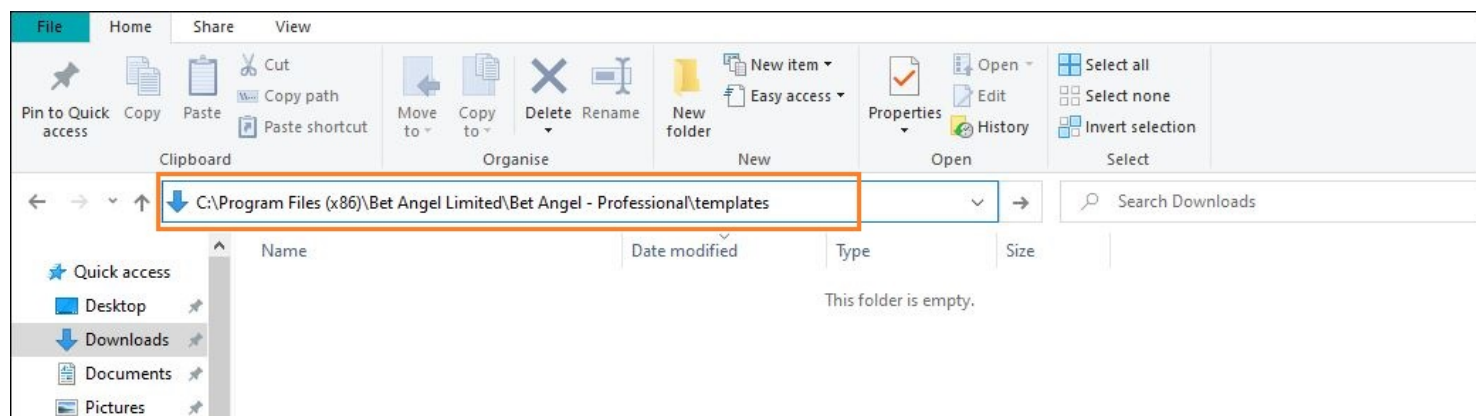 File Home Share View
Pin to Quick access
Copy
Paste
Cut
Copy path
Paste shortcut
Clipboard
Move to
Copy to
Delete
Rename
Organise
New folder
New item
Easy access
New
Properties
Open
Edit
History
Open
Select all
Select none
Invert selection
Select
C:\Program Files (x86)\Bet Angel Limited\Bet Angel - Professional\templates
Search Downloads
Name Date modified Type Size
This folder is empty.
Quick access
Desktop
Downloads
Documents
Pictures